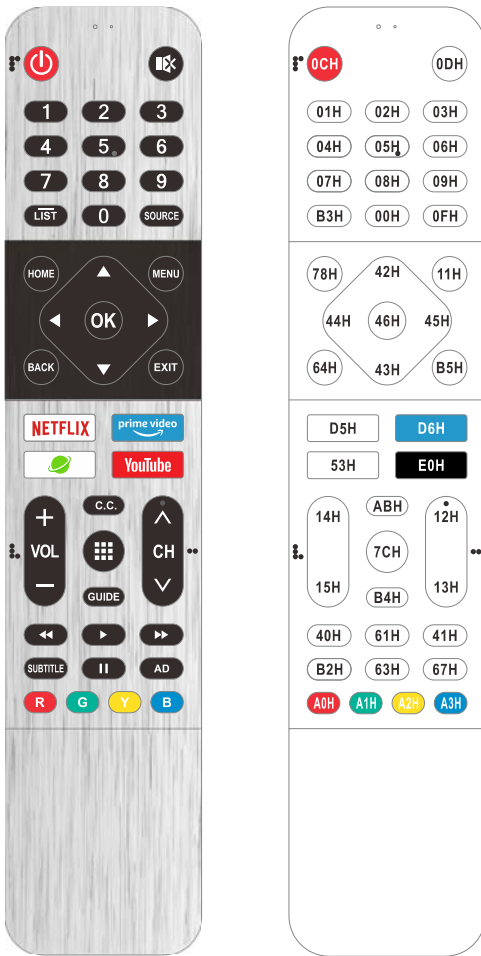 1 2 3
4 5 6
7 8 9
LIST 0 SOURCE
HOME MENU
OK
BACK EXIT
NETFLIX prime video
YouTube
+ C.C.
VOL CH
− GUIDE
SUBTITLE AD
R G Y B
0CH 0DH
01H 02H 03H
04H 05H 06H
07H 08H 09H
B3H 00H 0FH
78H 42H 11H
44H 46H 45H
64H 43H B5H
D5H D6H
53H E0H
14H ABH 12H
7CH
15H B4H 13H
40H 61H 41H
B2H 63H 67H
A0H A1H A2H A3H